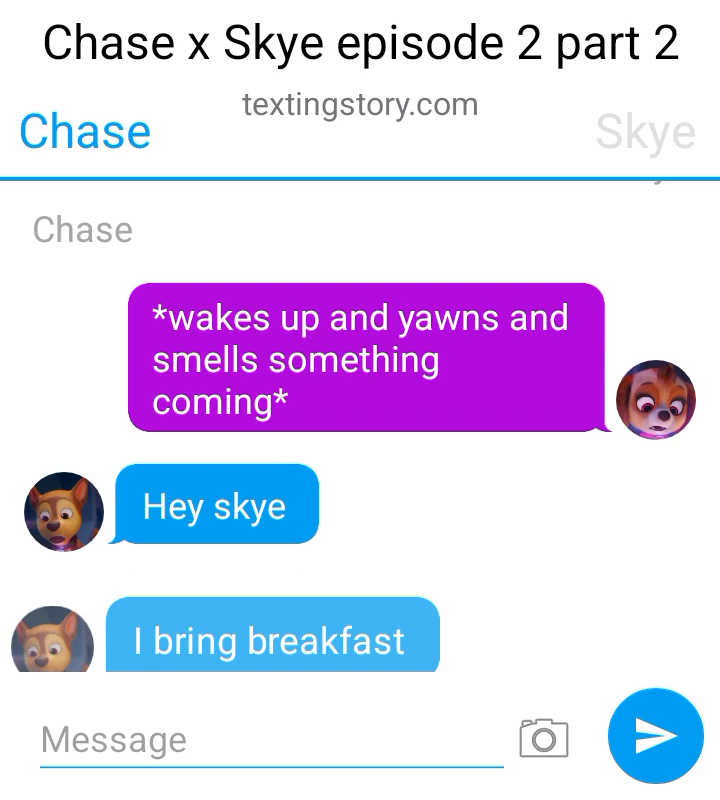 Chase x Skye episode 2 part 2
textingstory.com
Chase
Skye
Chase
*wakes up and yawns and
smells something
coming*
Hey skye
I bring breakfast
Message